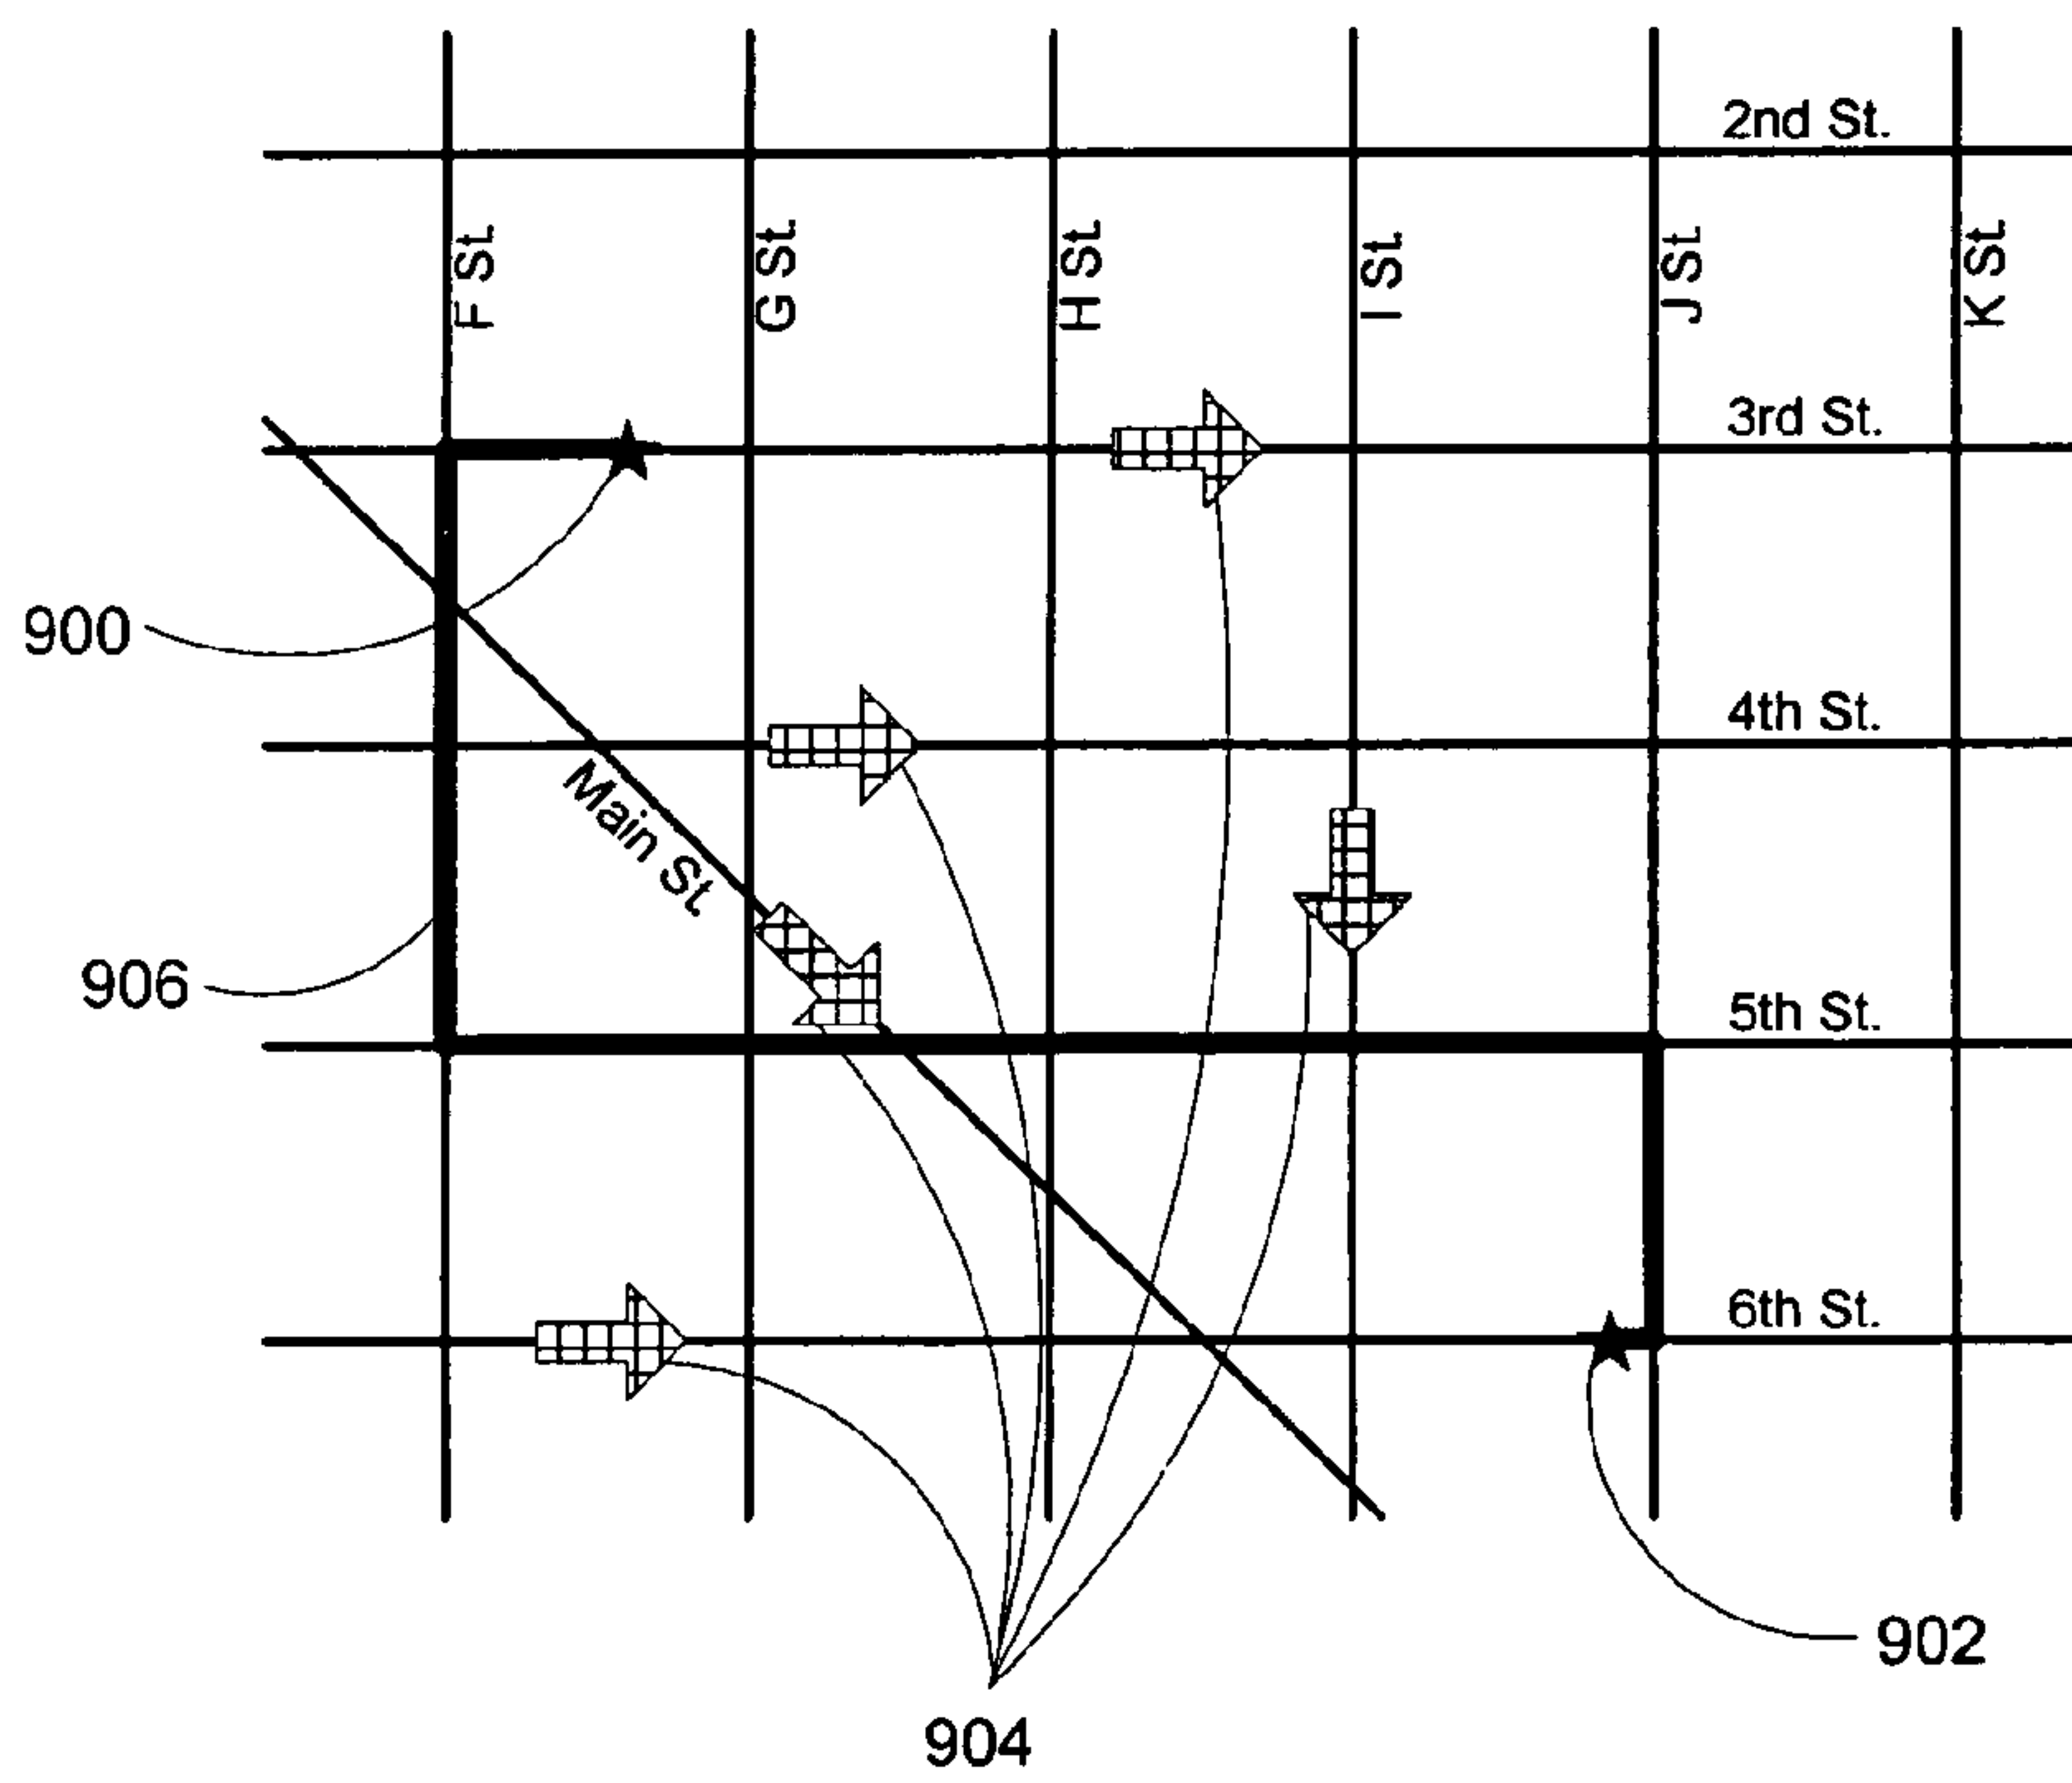 2nd St.
F St.
G St.
H St.
I St.
J St.
K St.
3rd St.
900
4th St.
Main St.
906
5th St.
6th St.
902
904